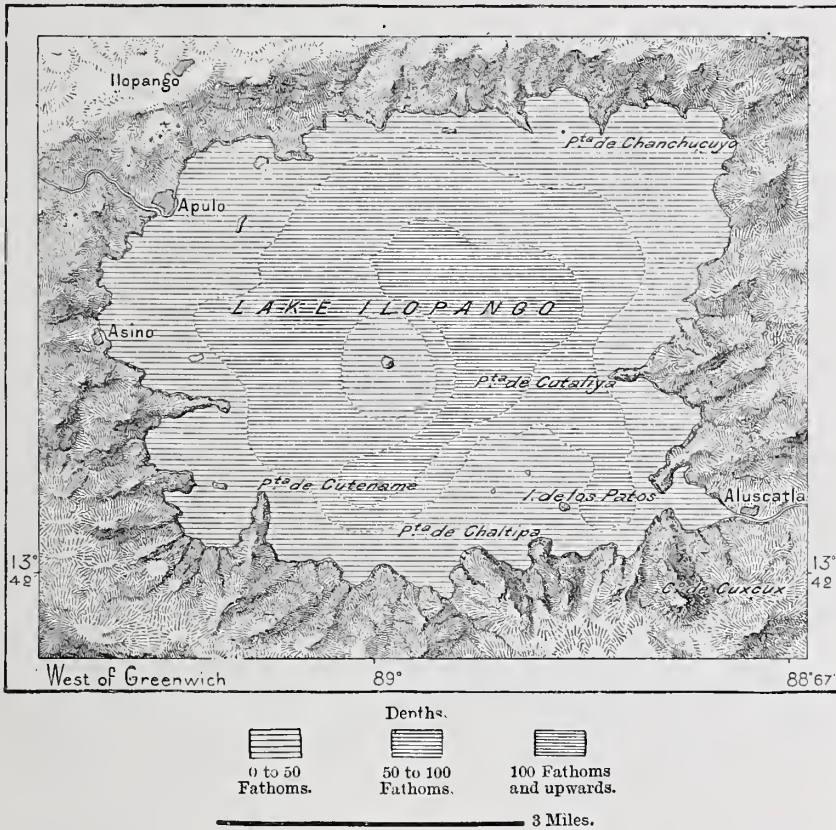 Ilopango
Pta de Chanchucuyo
Apulo
LAKE ILOPANGO
Asino
Pta de Cutafiya
Pta de Cutename
I. de los Patos
Aluscatla
Pta de Chaltipa
13°
42
13°
42
C. de Cuxcux
West of Greenwich
89°
88°67'
Depths.
0 to 50
Fathoms.
50 to 100
Fathoms.
100 Fathoms
and upwards.
3 Miles.